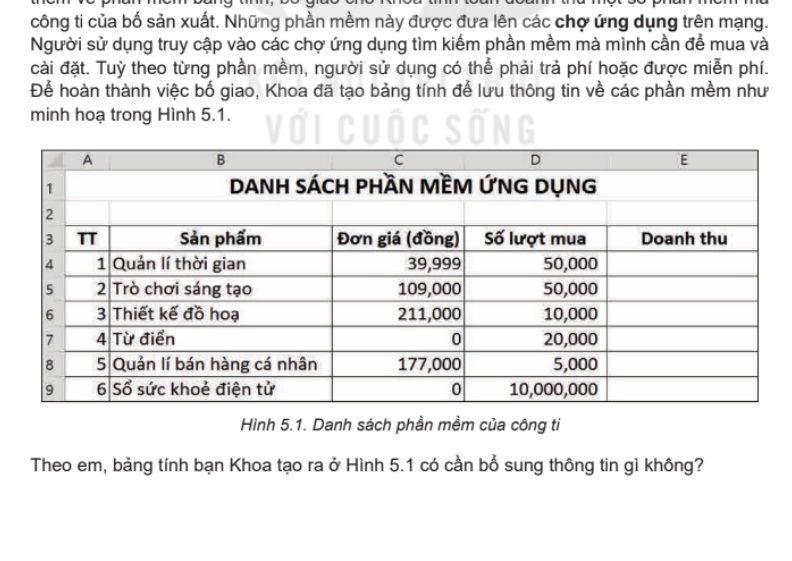 công ti của bố sản xuất. Những phần mềm này được đưa lên các chợ ứng dụng trên mạng.
Người sử dụng truy cập vào các chợ ứng dụng tìm kiếm phần mềm mà mình cần để mua và
cài đặt. Tuỳ theo từng phần mềm, người sử dụng có thể phải trả phí hoặc được miễn phí.
Để hoàn thành việc bố giao, Khoa đã tạo bảng tính để lưu thông tin về các phần mềm như
minh hoạ trong Hình 5.1.
VỚI CUỘC SỐNG
A B C D E
1 DANH SÁCH PHẦN MỀM ỨNG DỤNG
2
3 TT Sản phẩm Đơn giá (đồng) Số lượt mua Doanh thu
4 1 Quản lí thời gian 39,999 50,000
5 2 Trò chơi sáng tạo 109,000 50,000
6 3 Thiết kế đồ hoạ 211,000 10,000
7 4 Từ điển 0 20,000
8 5 Quản lí bán hàng cá nhân 177,000 5,000
9 6 Sổ sức khoẻ điện tử 0 10,000,000
Hình 5.1. Danh sách phần mềm của công ti
Theo em, bảng tính bạn Khoa tạo ra ở Hình 5.1 có cần bổ sung thông tin gì không?